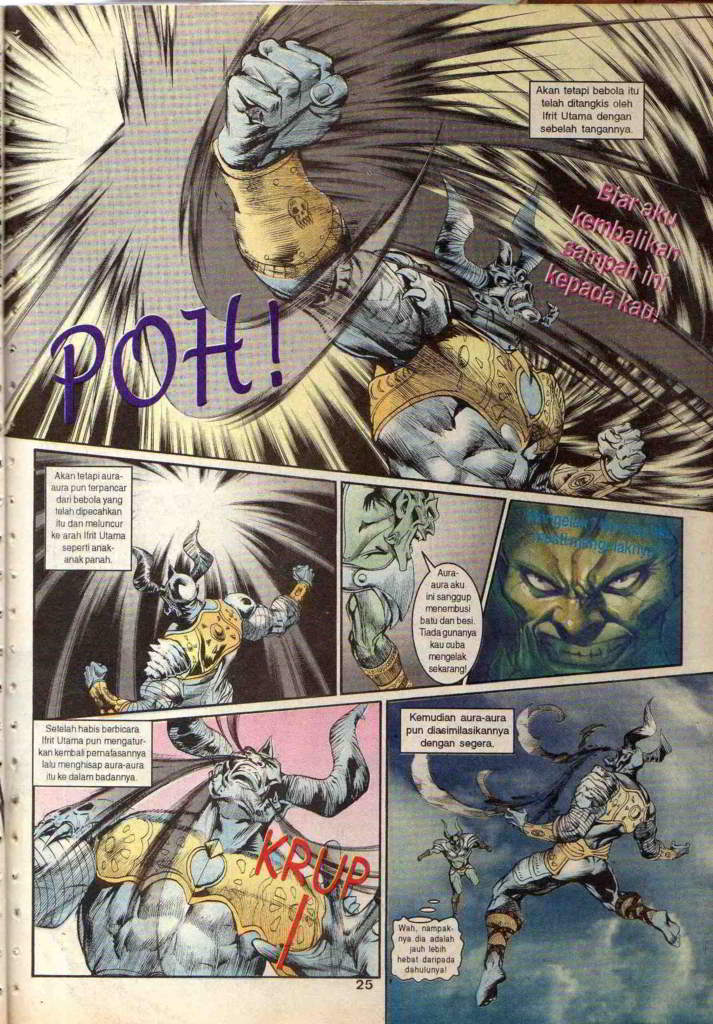 Akan tetapi bebola itu
telah ditangkis oleh
Ifrit Utama dengan
sebelah tangannya.
Biar aku
kembalikan
sampah ini
kepada kau!
POH!
Akan tetapi aura-
aura pun terpancar
dari bebola yang
telah dipecahkan
itu dan meluncur
ke arah Ifrit Utama
seperti anak-
anak panah.
Aura-
aura aku
ini sanggup
menembusi
batu dan besi.
Tiada gunanya
kau cuba
mengelak
sekarang!
Setelah habis berbicara
Ifrit Utama pun mengatur-
kan kembali pernafasannya
lalu menghisap aura-aura
itu ke dalam badannya.
KRUP!
Kemudian aura-aura
pun diasimilasikannya
dengan segera.
Wah, nampak-
nya dia adalah
jauh lebih
hebat daripada
dahulunya!
25